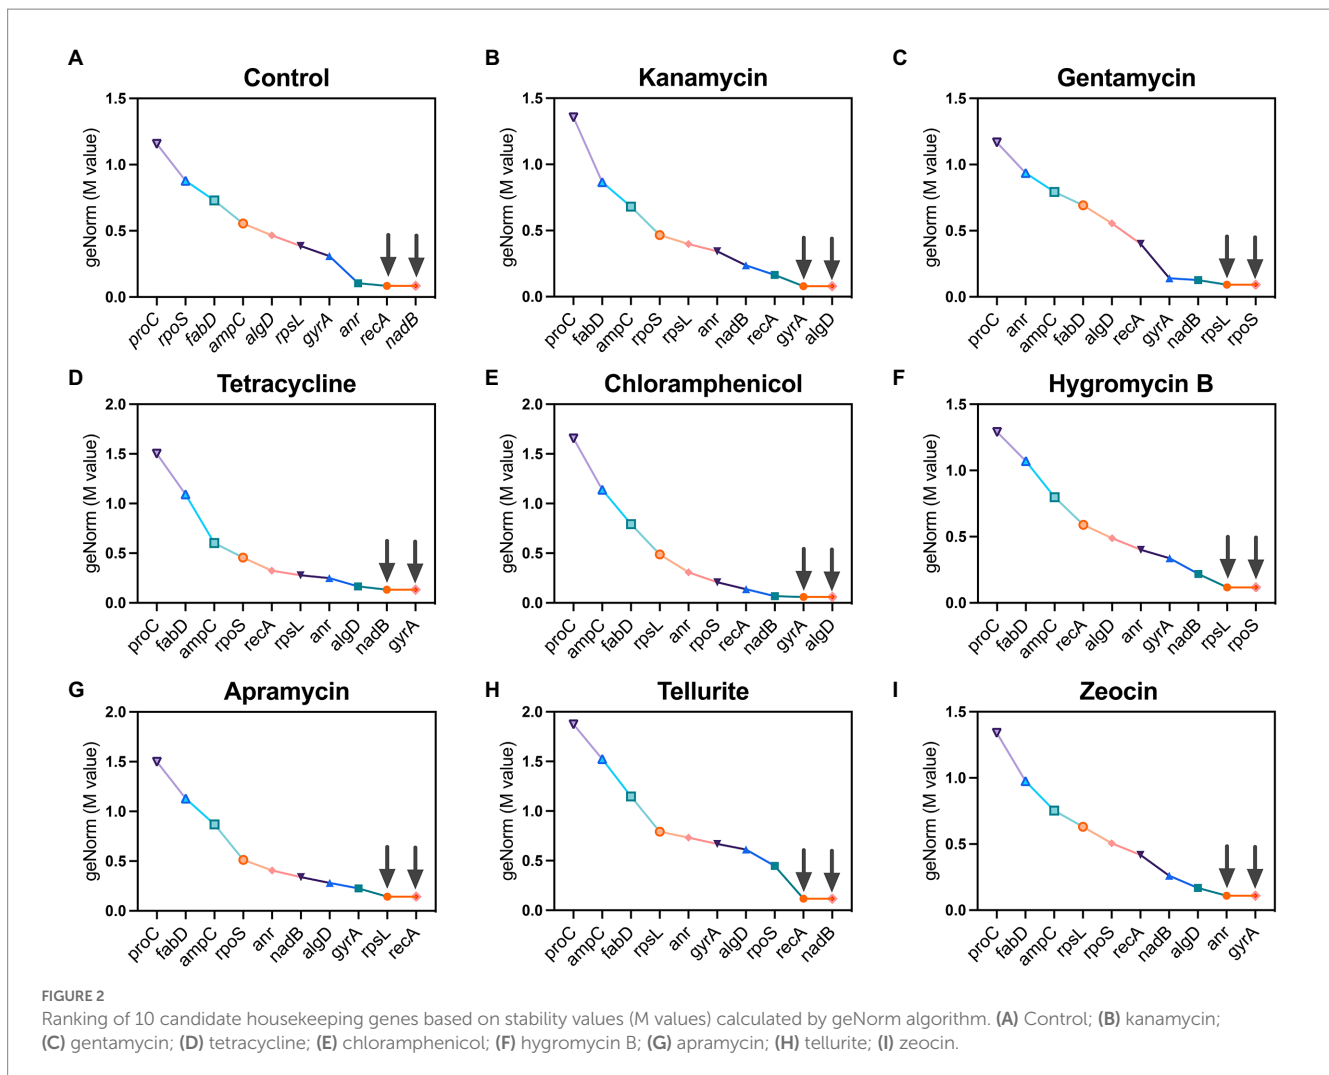 A
Control
geNorm (M value)
1.5
1.0
0.5
0.0
proC
rpoS
fabD
ampC
algD
rpsL
gyrA
anr
recA
nadB
B
Kanamycin
geNorm (M value)
1.5
1.0
0.5
0.0
proC
fabD
ampC
rpoS
rpsL
anr
nadB
recA
gyrA
algD
C
Gentamycin
geNorm (M value)
1.5
1.0
0.5
0.0
proC
anr
ampC
fabD
algD
recA
gyrA
nadB
rpsL
rpoS
D
Tetracycline
geNorm (M value)
2.0
1.5
1.0
0.5
0.0
proC
fabD
ampC
rpoS
recA
rpsL
anr
algD
nadB
gyrA
E
Chloramphenicol
geNorm (M value)
2.0
1.5
1.0
0.5
0.0
proC
ampC
fabD
rpsL
anr
rpoS
recA
nadB
gyrA
algD
F
Hygromycin B
geNorm (M value)
1.5
1.0
0.5
0.0
proC
fabD
ampC
recA
algD
anr
gyrA
nadB
rpsL
rpoS
G
Apramycin
geNorm (M value)
2.0
1.5
1.0
0.5
0.0
proC
fabD
ampC
rpoS
anr
nadB
algD
gyrA
rpsL
recA
H
Tellurite
geNorm (M value)
2.0
1.5
1.0
0.5
0.0
proC
ampC
fabD
rpsL
anr
gyrA
algD
rpoS
recA
nadB
I
Zeocin
geNorm (M value)
1.5
1.0
0.5
0.0
proC
fabD
ampC
rpsL
rpoS
recA
nadB
algD
anr
gyrA
FIGURE 2
Ranking of 10 candidate housekeeping genes based on stability values (M values) calculated by geNorm algorithm. (A) Control; (B) kanamycin;
(C) gentamycin; (D) tetracycline; (E) chloramphenicol; (F) hygromycin B; (G) apramycin; (H) tellurite; (I) zeocin.